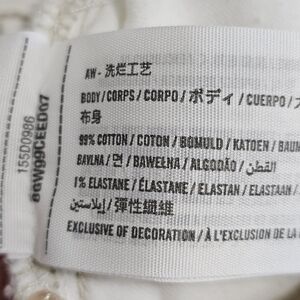 AW - 洗烂工艺
BODY / CORPS / CORPO / ボディ / CUERPO /
布身
99% COTTON / COTON / BOMULD / KATOEN / BAUM
BAVLNA / 면 / BAWEŁNA / ALGODÃO / القطن /
1% ELASTANE / ÉLASTANE / ELASTAN / ELASTAAN /
إيلاستين / 彈性纖維
EXCLUSIVE OF DECORATION / À L'EXCLUSION DE LA
15500986
86W99CEED07